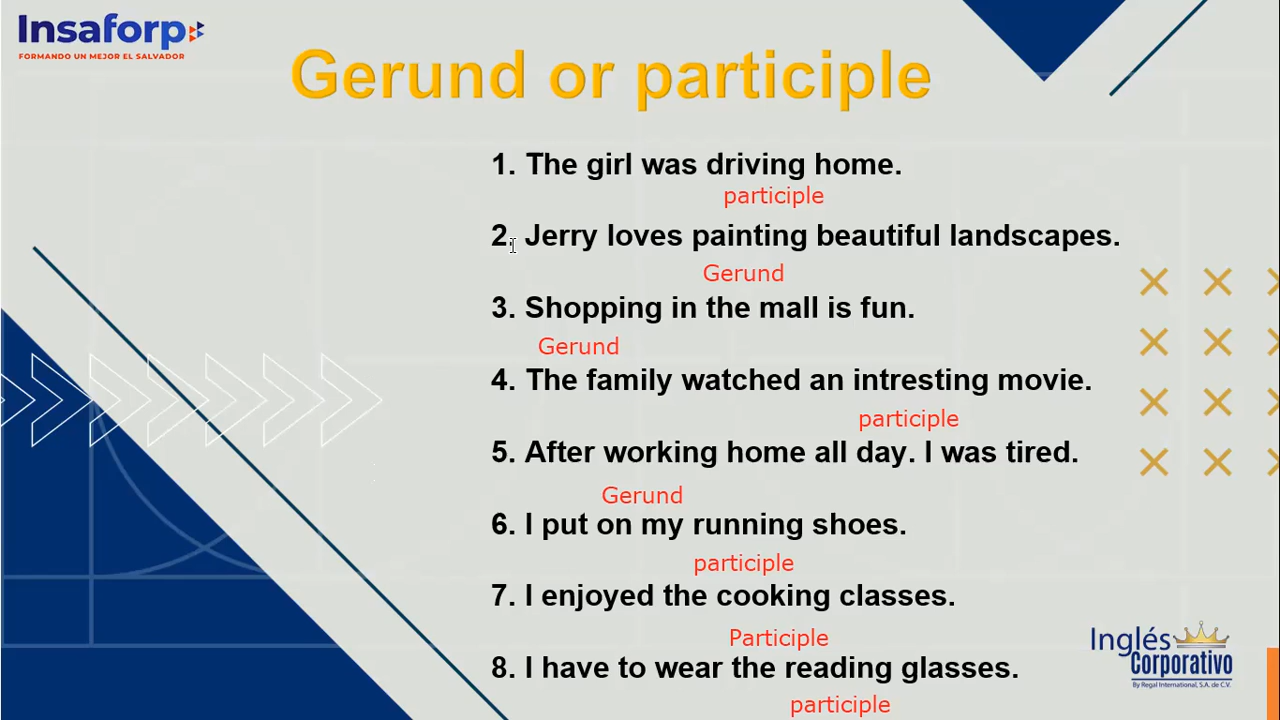 Insaforp
FORMANDO UN MEJOR EL SALVADOR
Gerund or participle
1. The girl was driving home.
participle
2. Jerry loves painting beautiful landscapes.
Gerund
3. Shopping in the mall is fun.
Gerund
4. The family watched an intresting movie.
participle
5. After working home all day. I was tired.
Gerund
6. I put on my running shoes.
participle
7. I enjoyed the cooking classes.
Participle
8. I have to wear the reading glasses.
participle
Inglés
Corporativo
By Regal International, S.A. de C.V.